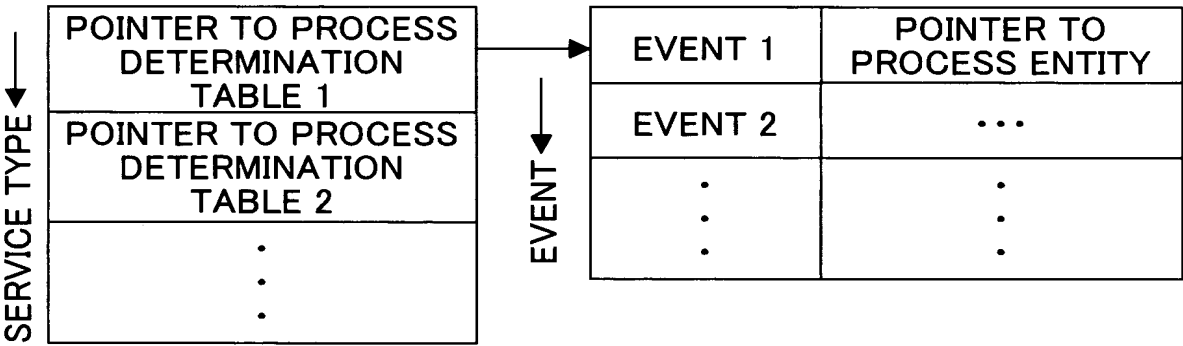 SERVICE TYPE
POINTER TO PROCESS
DETERMINATION
TABLE 1
POINTER TO PROCESS
DETERMINATION
TABLE 2
EVENT
EVENT 1
POINTER TO
PROCESS ENTITY
EVENT 2
...